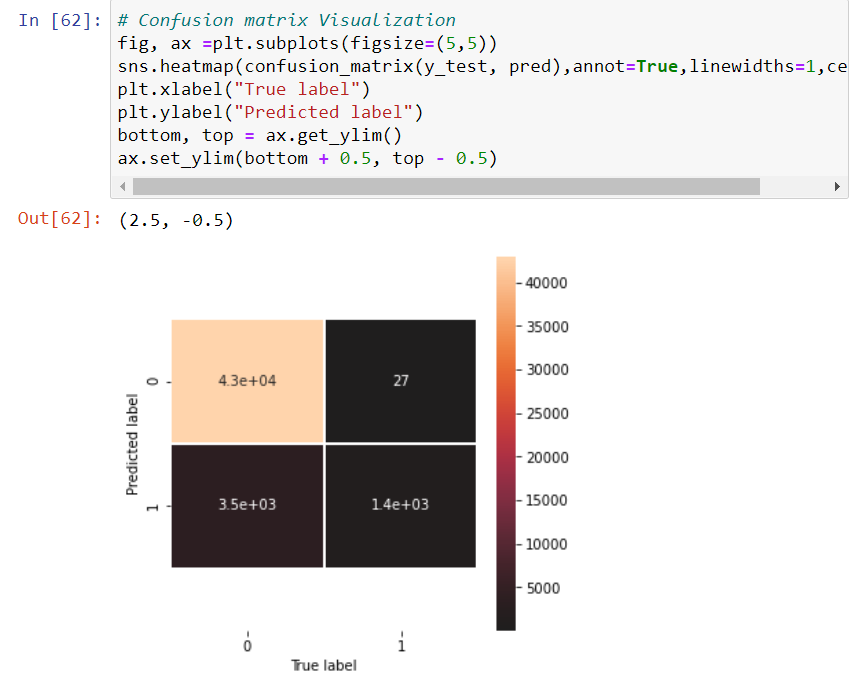 In [62]: # Confusion matrix Visualization
fig, ax =plt.subplots(figsize=(5,5))
sns.heatmap(confusion_matrix(y_test, pred),annot=True,linewidths=1,ce
plt.xlabel("True label")
plt.ylabel("Predicted label")
bottom, top = ax.get_ylim()
ax.set_ylim(bottom + 0.5, top - 0.5)
Out[62]: (2.5, -0.5)
40000
35000
30000
25000
20000
15000
10000
5000
Predicted label
0
1
4.3e+04 27
3.5e+03 1.4e+03
0 1
True label